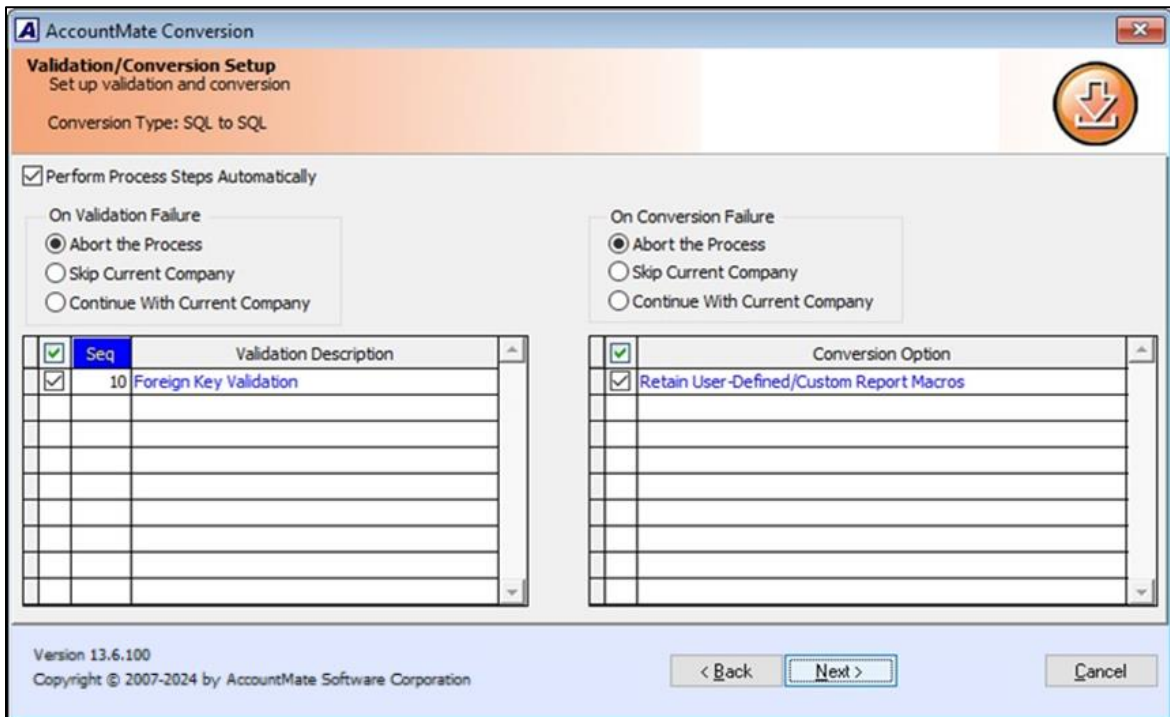 AccountMate Conversion
Validation/Conversion Setup
Set up validation and conversion
Conversion Type: SQL to SQL
Perform Process Steps Automatically
On Validation Failure
Abort the Process
Skip Current Company
Continue With Current Company
On Conversion Failure
Abort the Process
Skip Current Company
Continue With Current Company
Seq Validation Description
10 Foreign Key Validation
Conversion Option
Retain User-Defined/Custom Report Macros
Version 13.6.100
Copyright © 2007-2024 by AccountMate Software Corporation
< Back Next > Cancel